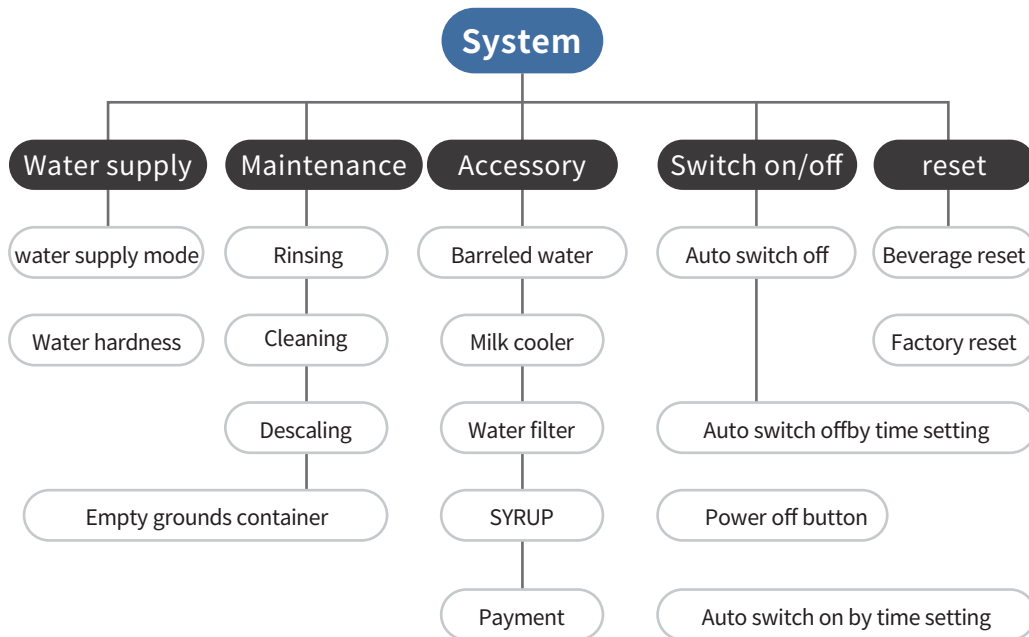 System
Water supply
Maintenance
Accessory
Switch on/off
reset
water supply mode
Rinsing
Barreled water
Auto switch off
Beverage reset
Water hardness
Cleaning
Milk cooler
Factory reset
Descaling
Water filter
Auto switch offby time setting
Empty grounds container
SYRUP
Power off button
Payment
Auto switch on by time setting